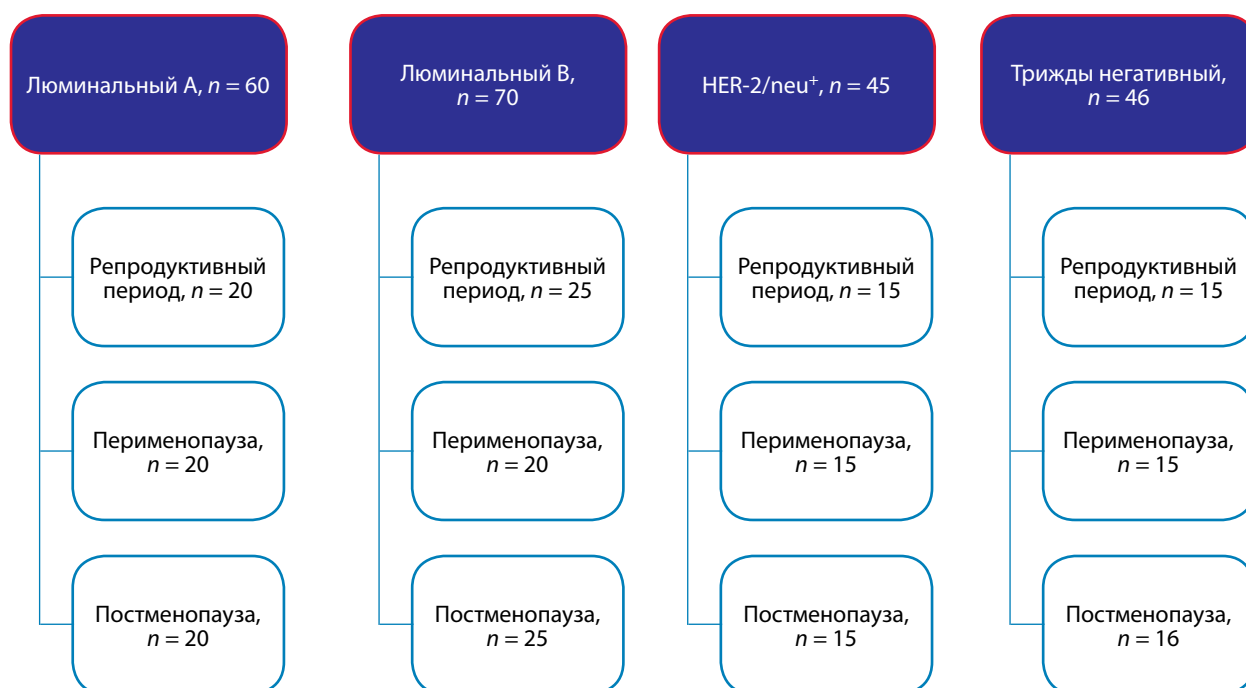 Люминальный А, n = 60
Люминальный В,
n = 70
HER-2/neu⁺, n = 45
Трижды негативный,
n = 46
Репродуктивный
период, n = 20
Репродуктивный
период, n = 25
Репродуктивный
период, n = 15
Репродуктивный
период, n = 15
Перименопауза,
n = 20
Перименопауза,
n = 20
Перименопауза,
n = 15
Перименопауза,
n = 15
Постменопауза,
n = 20
Постменопауза,
n = 25
Постменопауза,
n = 15
Постменопауза,
n = 16